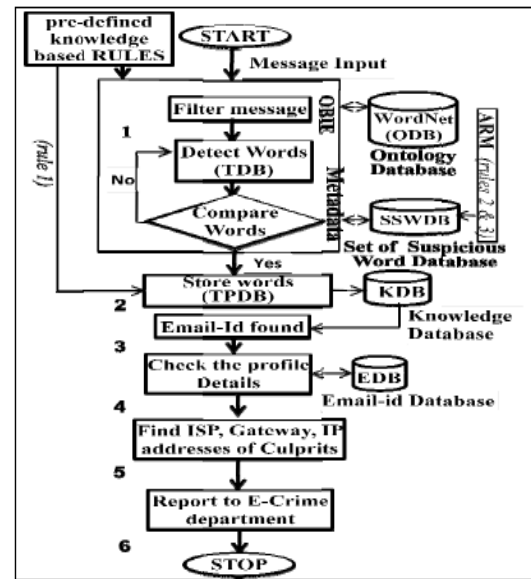 pre-defined
knowledge
based RULES
START
Message Input
Filter message
OBIE
WordNet
(ODB)
Ontology
Database
1
Detect Words
(TDB)
No
Compare
Words
Metadata
SSWDB
Set of Suspicious
Word Database
ARM (rules 2 & 3)
(rule 1)
Yes
Store words
(TPDB)
2
KDB
Knowledge
Database
Email-Id found
3
Check the profile
Details
EDB
Email-id Database
4
Find ISP, Gateway, IP
addresses of Culprits
5
Report to E-Crime
department
6
STOP